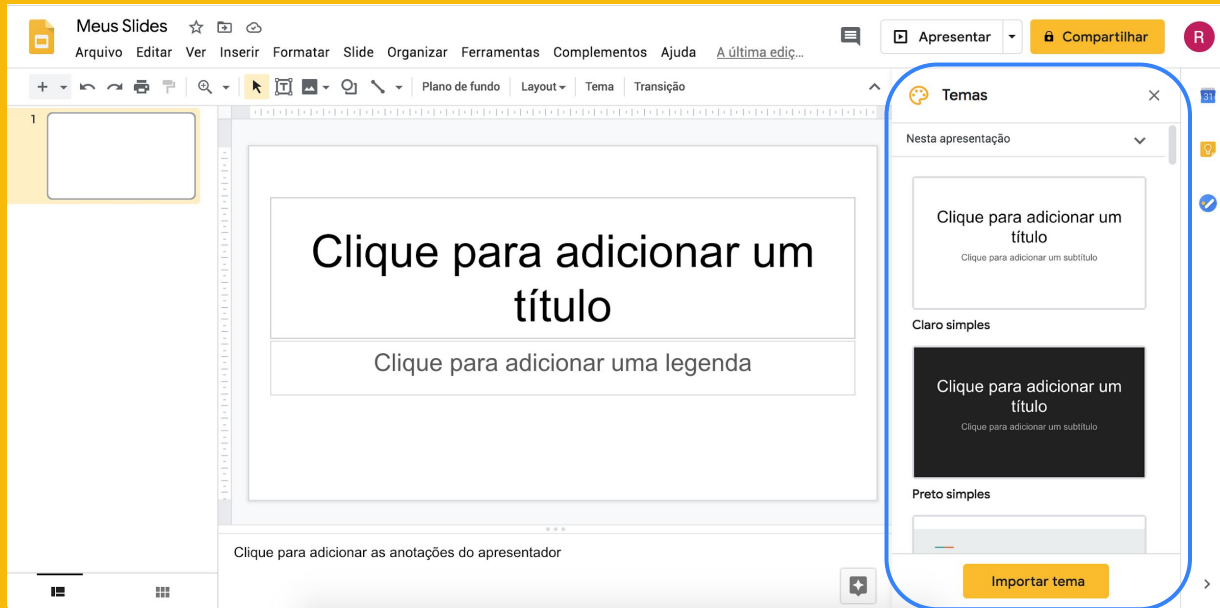 Meus Slides
Arquivo Editar Ver Inserir Formatar Slide Organizar Ferramentas Complementos Ajuda A última ediç...
Apresentar
Compartilhar
R
Plano de fundo Layout Tema Transição
Temas
31
Nesta apresentação
1
Clique para adicionar um
título
Clique para adicionar uma legenda
Clique para adicionar um
título
Clique para adicionar um subtítulo
Claro simples
Clique para adicionar um
título
Clique para adicionar um subtítulo
Preto simples
Clique para adicionar as anotações do apresentador
Importar tema